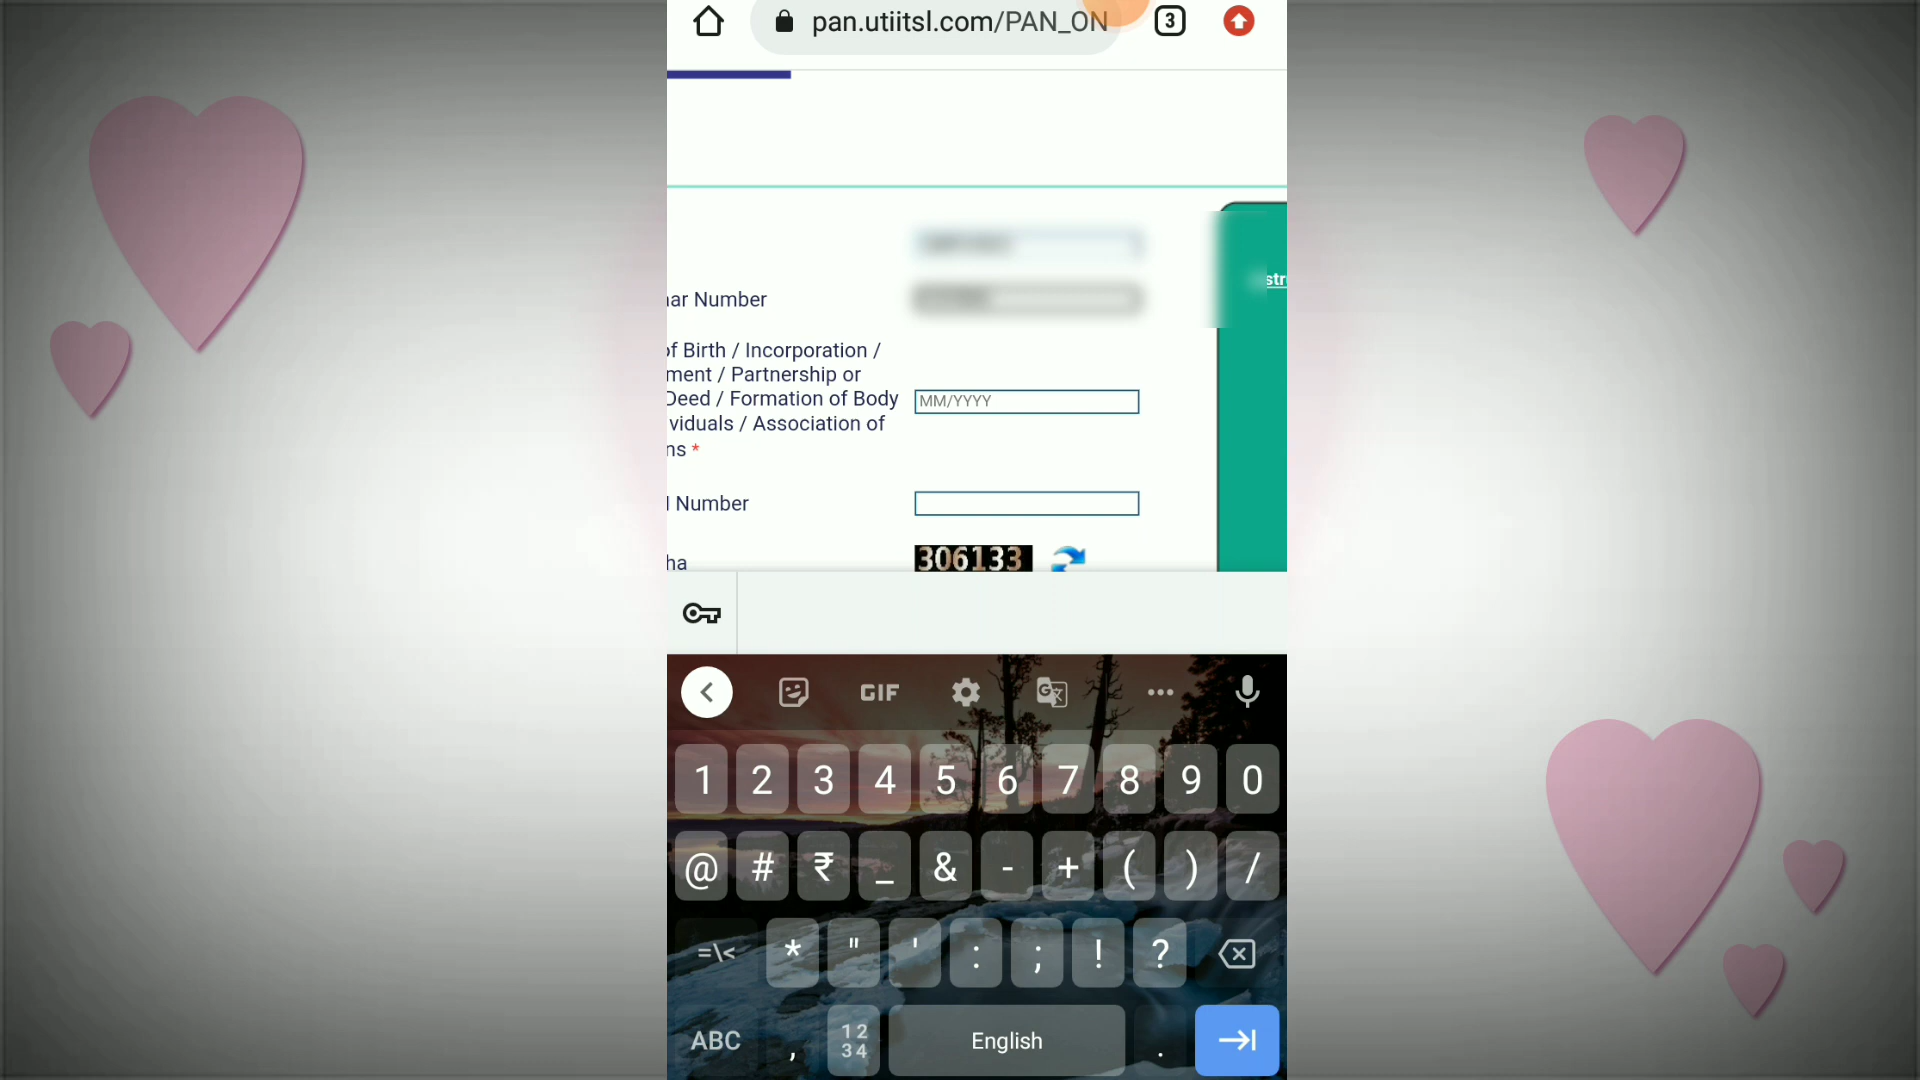 pan.utiitsl.com/PAN_ON
3
str
ar Number
of Birth / Incorporation /
ment / Partnership or
Deed / Formation of Body
viduals / Association of
ns *
MM/YYYY
Number
ha
306133
GIF
1 2 3 4 5 6 7 8 9 0
@ # ₹ _ & - + ( ) /
=\< * " ' : ; ! ?
ABC , 12 34 English .